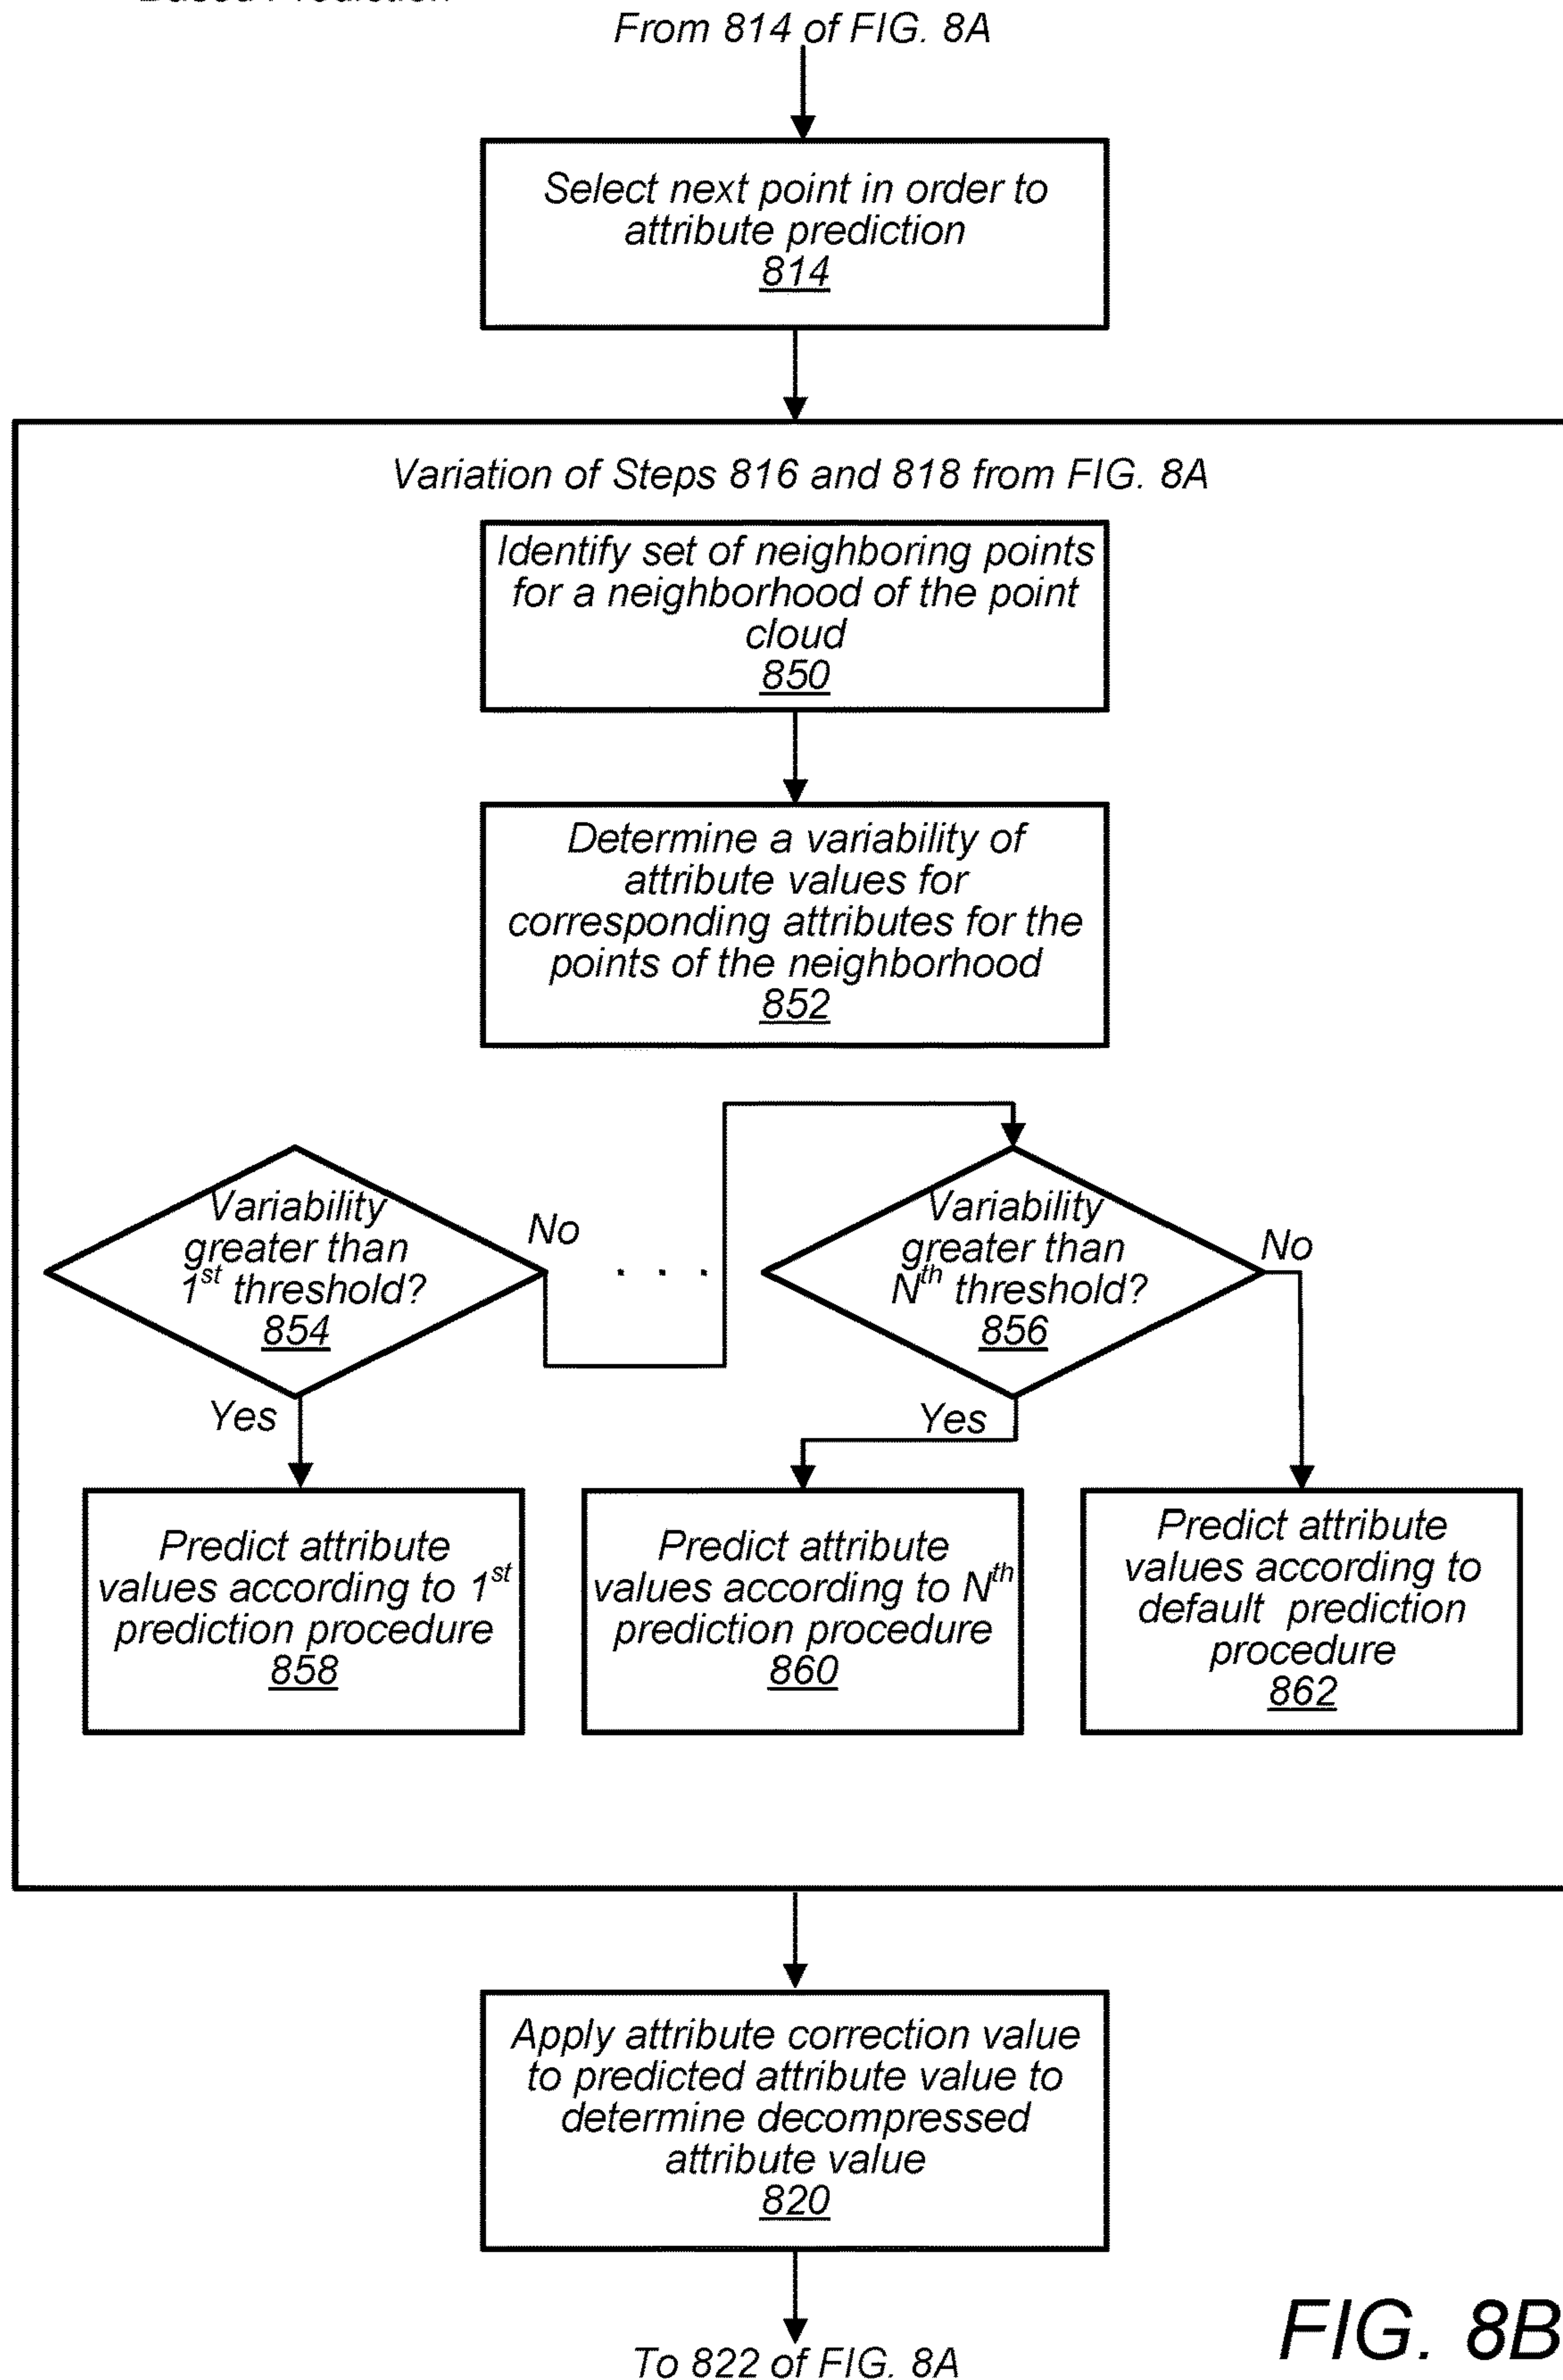 From 814 of FIG. 8A
Select next point in order to
attribute prediction
814
Variation of Steps 816 and 818 from FIG. 8A
Identify set of neighboring points
for a neighborhood of the point
cloud
850
Determine a variability of
attribute values for
corresponding attributes for the
points of the neighborhood
852
Variability
greater than
1st threshold?
854
No
. . .
Variability
greater than
Nth threshold?
856
No
Yes
Yes
Predict attribute
values according to 1st
prediction procedure
858
Predict attribute
values according to Nth
prediction procedure
860
Predict attribute
values according to
default prediction
procedure
862
Apply attribute correction value
to predicted attribute value to
determine decompressed
attribute value
820
To 822 of FIG. 8A
FIG. 8B